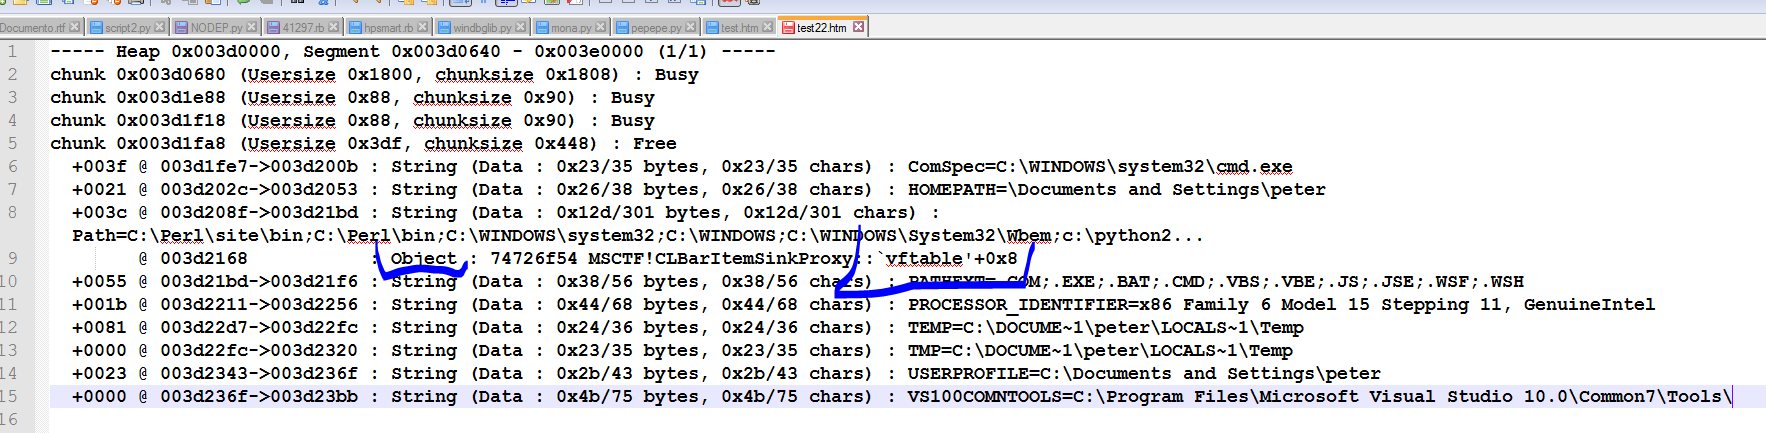 Documento.rtf script2.py NODEP.py 41297.rb hpsmart.rb windbglib.py mona.py pepepe.py test.htm test22.htm
1 ----- Heap 0x003d0000, Segment 0x003d0640 - 0x003e0000 (1/1) -----
2 chunk 0x003d0680 (Usersize 0x1800, chunksize 0x1808) : Busy
3 chunk 0x003d1e88 (Usersize 0x88, chunksize 0x90) : Busy
4 chunk 0x003d1f18 (Usersize 0x88, chunksize 0x90) : Busy
5 chunk 0x003d1fa8 (Usersize 0x3df, chunksize 0x448) : Free
6 +003f @ 003d1fe7->003d200b : String (Data : 0x23/35 bytes, 0x23/35 chars) : ComSpec=C:\WINDOWS\system32\cmd.exe
7 +0021 @ 003d202c->003d2053 : String (Data : 0x26/38 bytes, 0x26/38 chars) : HOMEPATH=\Documents and Settings\peter
8 +003c @ 003d208f->003d21bd : String (Data : 0x12d/301 bytes, 0x12d/301 chars) :
Path=C:\Perl\site\bin;C:\Perl\bin;C:\WINDOWS\system32;C:\WINDOWS;C:\WINDOWS\System32\Wbem;c:\python2...
9 @ 003d2168 : Object : 74726f54 MSCTF!CLBarItemSinkProxy::`vftable'+0x8
10 +0055 @ 003d21bd->003d21f6 : String (Data : 0x38/56 bytes, 0x38/56 chars) : PATHEXT=.COM;.EXE;.BAT;.CMD;.VBS;.VBE;.JS;.JSE;.WSF;.WSH
11 +001b @ 003d2211->003d2256 : String (Data : 0x44/68 bytes, 0x44/68 chars) : PROCESSOR_IDENTIFIER=x86 Family 6 Model 15 Stepping 11, GenuineIntel
12 +0081 @ 003d22d7->003d22fc : String (Data : 0x24/36 bytes, 0x24/36 chars) : TEMP=C:\DOCUME~1\peter\LOCALS~1\Temp
13 +0000 @ 003d22fc->003d2320 : String (Data : 0x23/35 bytes, 0x23/35 chars) : TMP=C:\DOCUME~1\peter\LOCALS~1\Temp
14 +0023 @ 003d2343->003d236f : String (Data : 0x2b/43 bytes, 0x2b/43 chars) : USERPROFILE=C:\Documents and Settings\peter
15 +0000 @ 003d236f->003d23bb : String (Data : 0x4b/75 bytes, 0x4b/75 chars) : VS100COMNTOOLS=C:\Program Files\Microsoft Visual Studio 10.0\Common7\Tools\
16